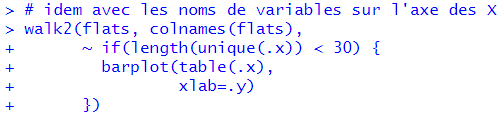 > # idem avec les noms de variables sur l'axe des X
> walk2(flats, colnames(flats),
+       ~ if(length(unique(.x)) < 30) {
+         barplot(table(.x),
+                 xlab=.y)
+       })